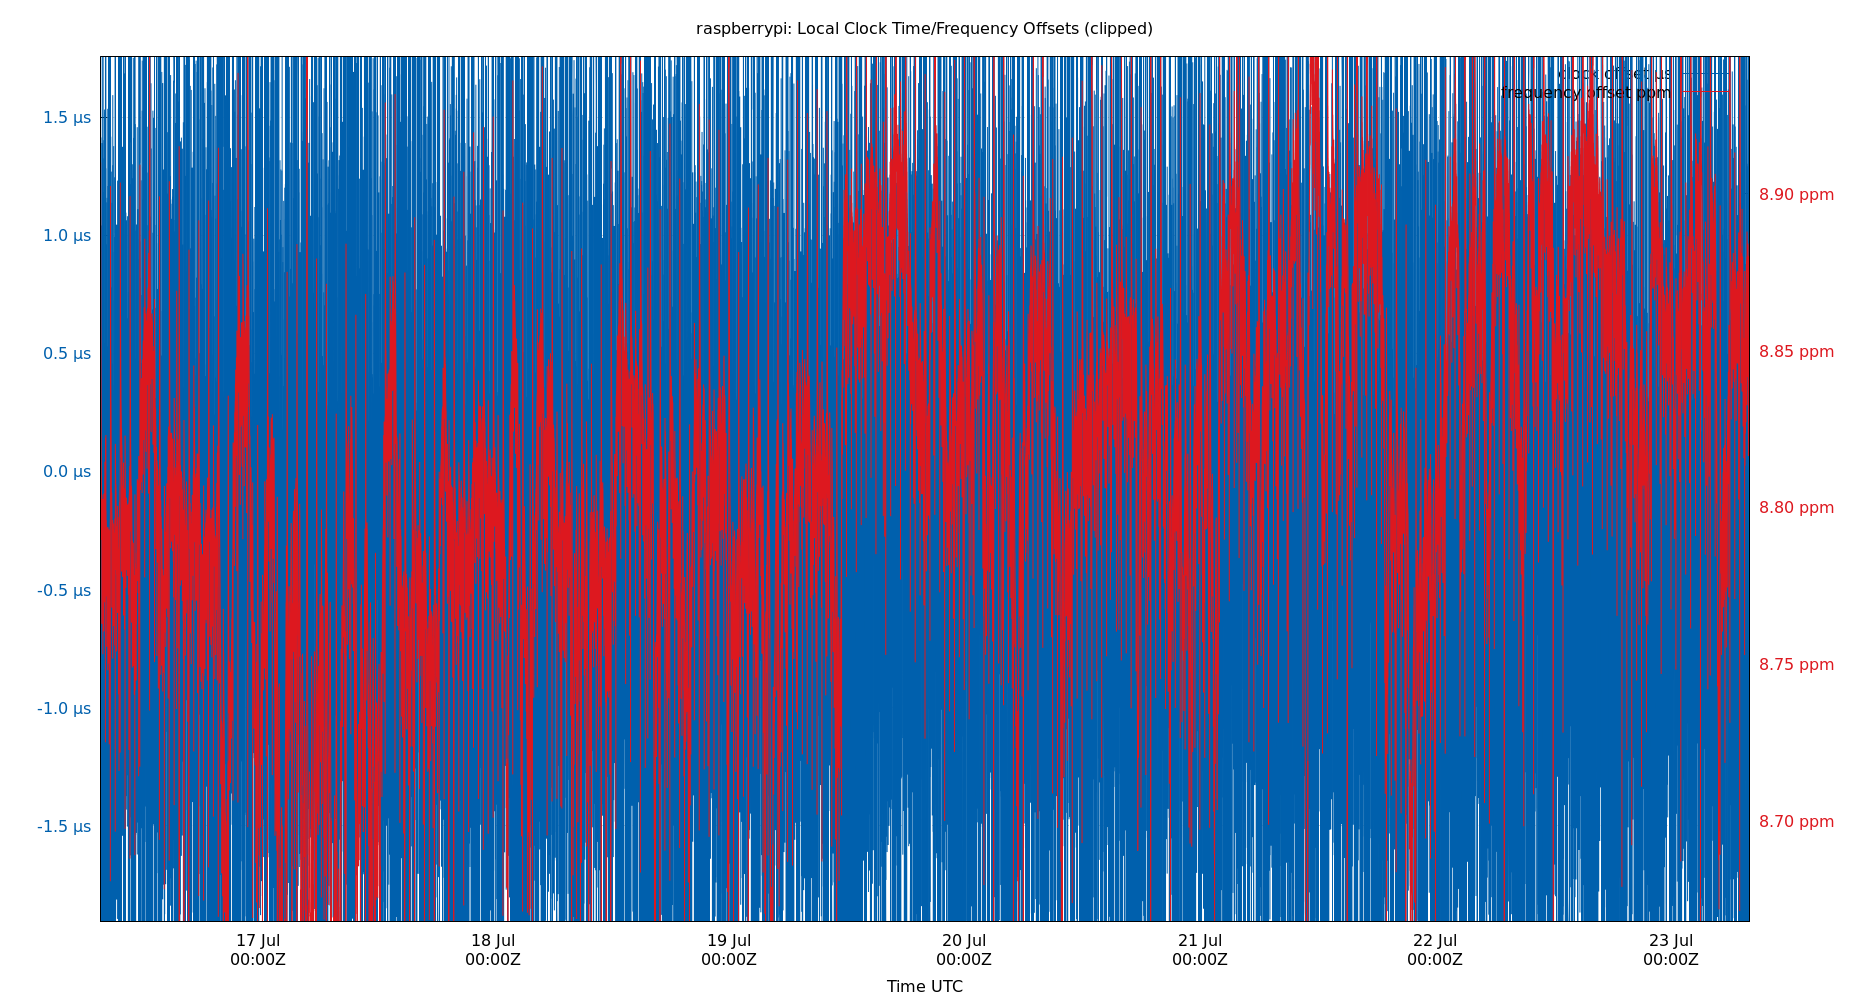 raspberrypi: Local Clock Time/Frequency Offsets (clipped)
clock offset µs
frequency offset ppm
1.5 µs
1.0 µs
0.5 µs
0.0 µs
-0.5 µs
-1.0 µs
-1.5 µs
8.90 ppm
8.85 ppm
8.80 ppm
8.75 ppm
8.70 ppm
17 Jul
00:00Z
18 Jul
00:00Z
19 Jul
00:00Z
20 Jul
00:00Z
21 Jul
00:00Z
22 Jul
00:00Z
23 Jul
00:00Z
Time UTC